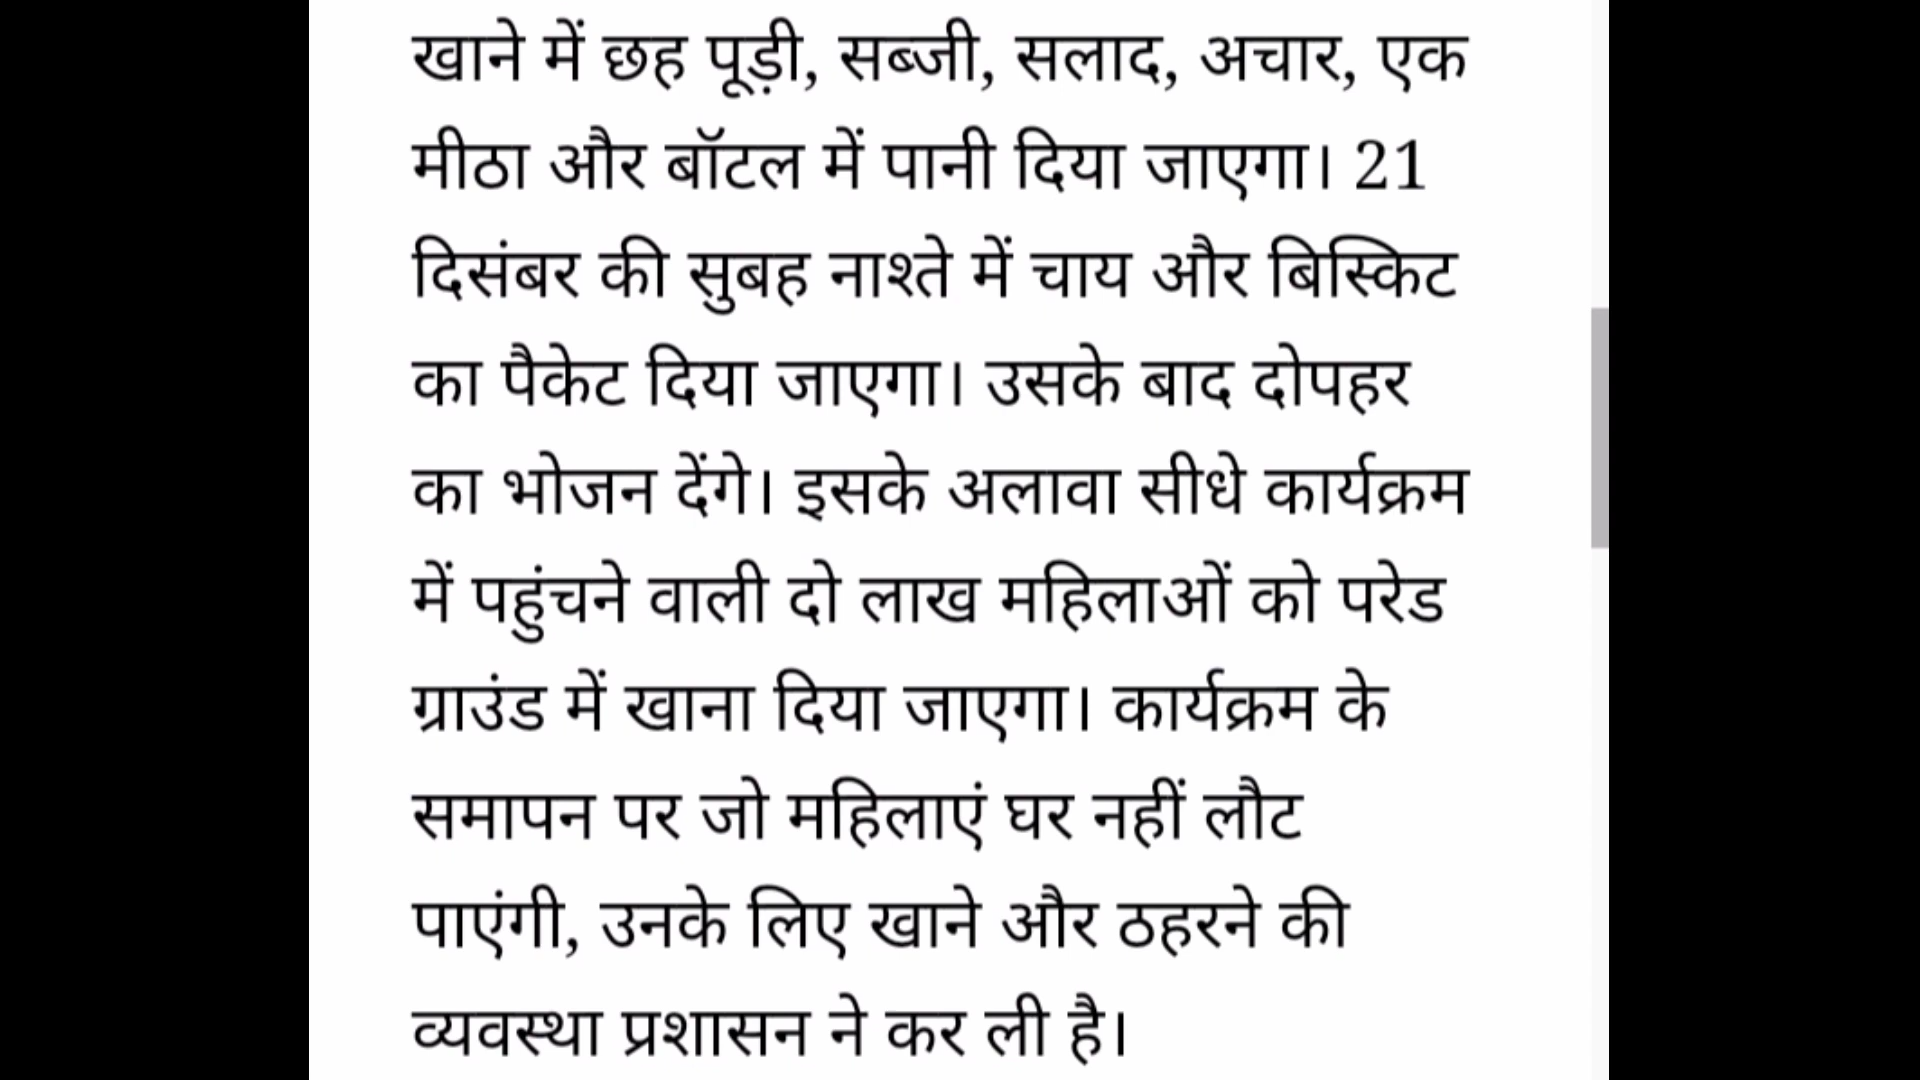 खाने में छह पूड़ी, सब्जी, सलाद, अचार, एक
मीठा और बॉटल में पानी दिया जाएगा। 21
दिसंबर की सुबह नाश्ते में चाय और बिस्किट
का पैकेट दिया जाएगा। उसके बाद दोपहर
का भोजन देंगे। इसके अलावा सीधे कार्यक्रम
में पहुंचने वाली दो लाख महिलाओं को परेड
ग्राउंड में खाना दिया जाएगा। कार्यक्रम के
समापन पर जो महिलाएं घर नहीं लौट
पाएंगी, उनके लिए खाने और ठहरने की
व्यवस्था प्रशासन ने कर ली है।